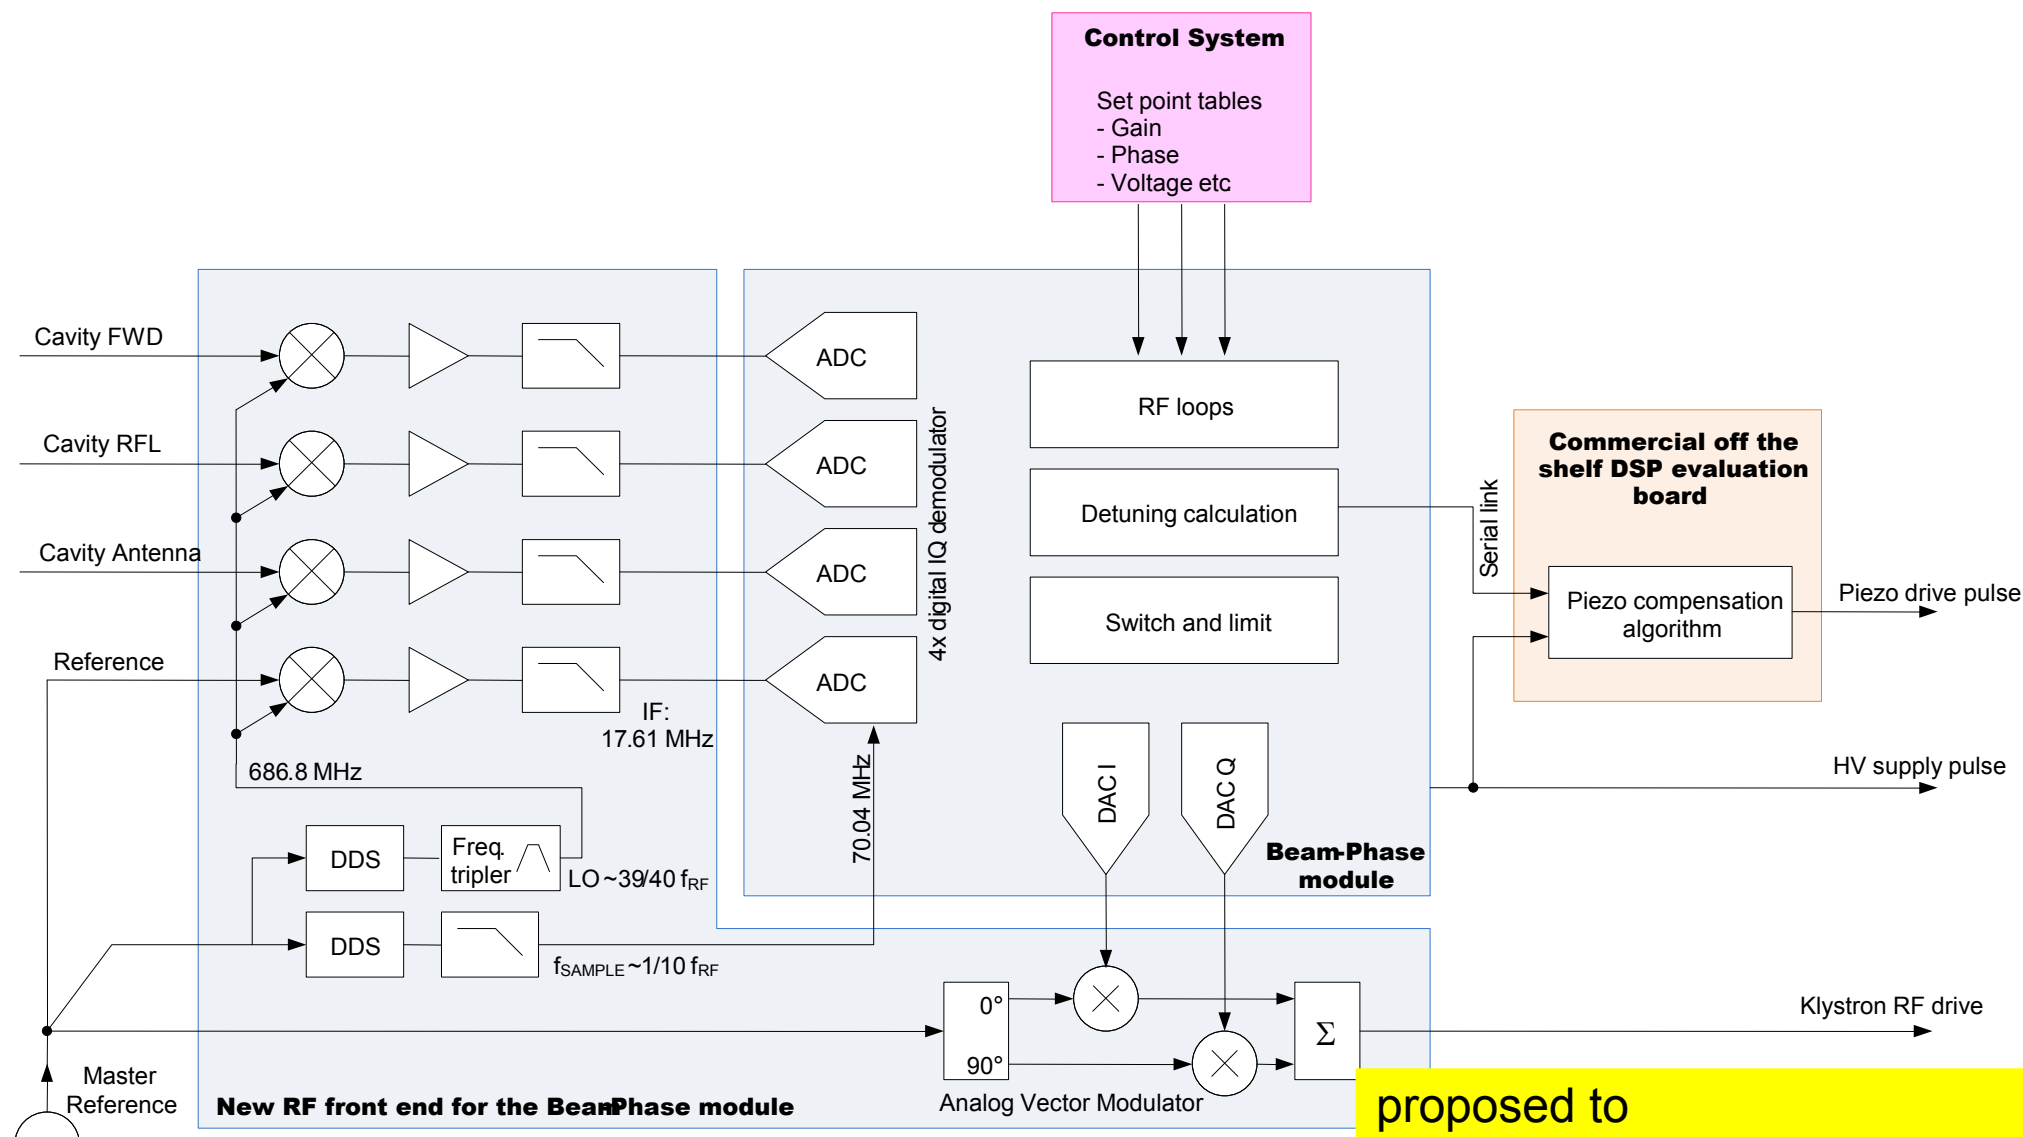 Control System
Set point tables
- Gain
- Phase
- Voltage etc
Cavity FWD
ADC
RF loops
Cavity RFL
ADC
4x digital IQ demodulator
Commercial off the
shelf DSP evaluation
board
Detuning calculation
Serial link
Cavity Antenna
ADC
Piezo compensation
algorithm
Piezo drive pulse
Switch and limit
Reference
ADC
IF:
17.61 MHz
686.8 MHz
70.04 MHz
DAC I
DAC Q
HV supply pulse
DDS
Freq.
tripler
LO ~39/40 fRF
Beam-Phase
module
DDS
fSAMPLE ~1/10 fRF
0°
90°
Σ
Klystron RF drive
Master
Reference
New RF front end for the Beam-Phase module
Analog Vector Modulator
proposed to